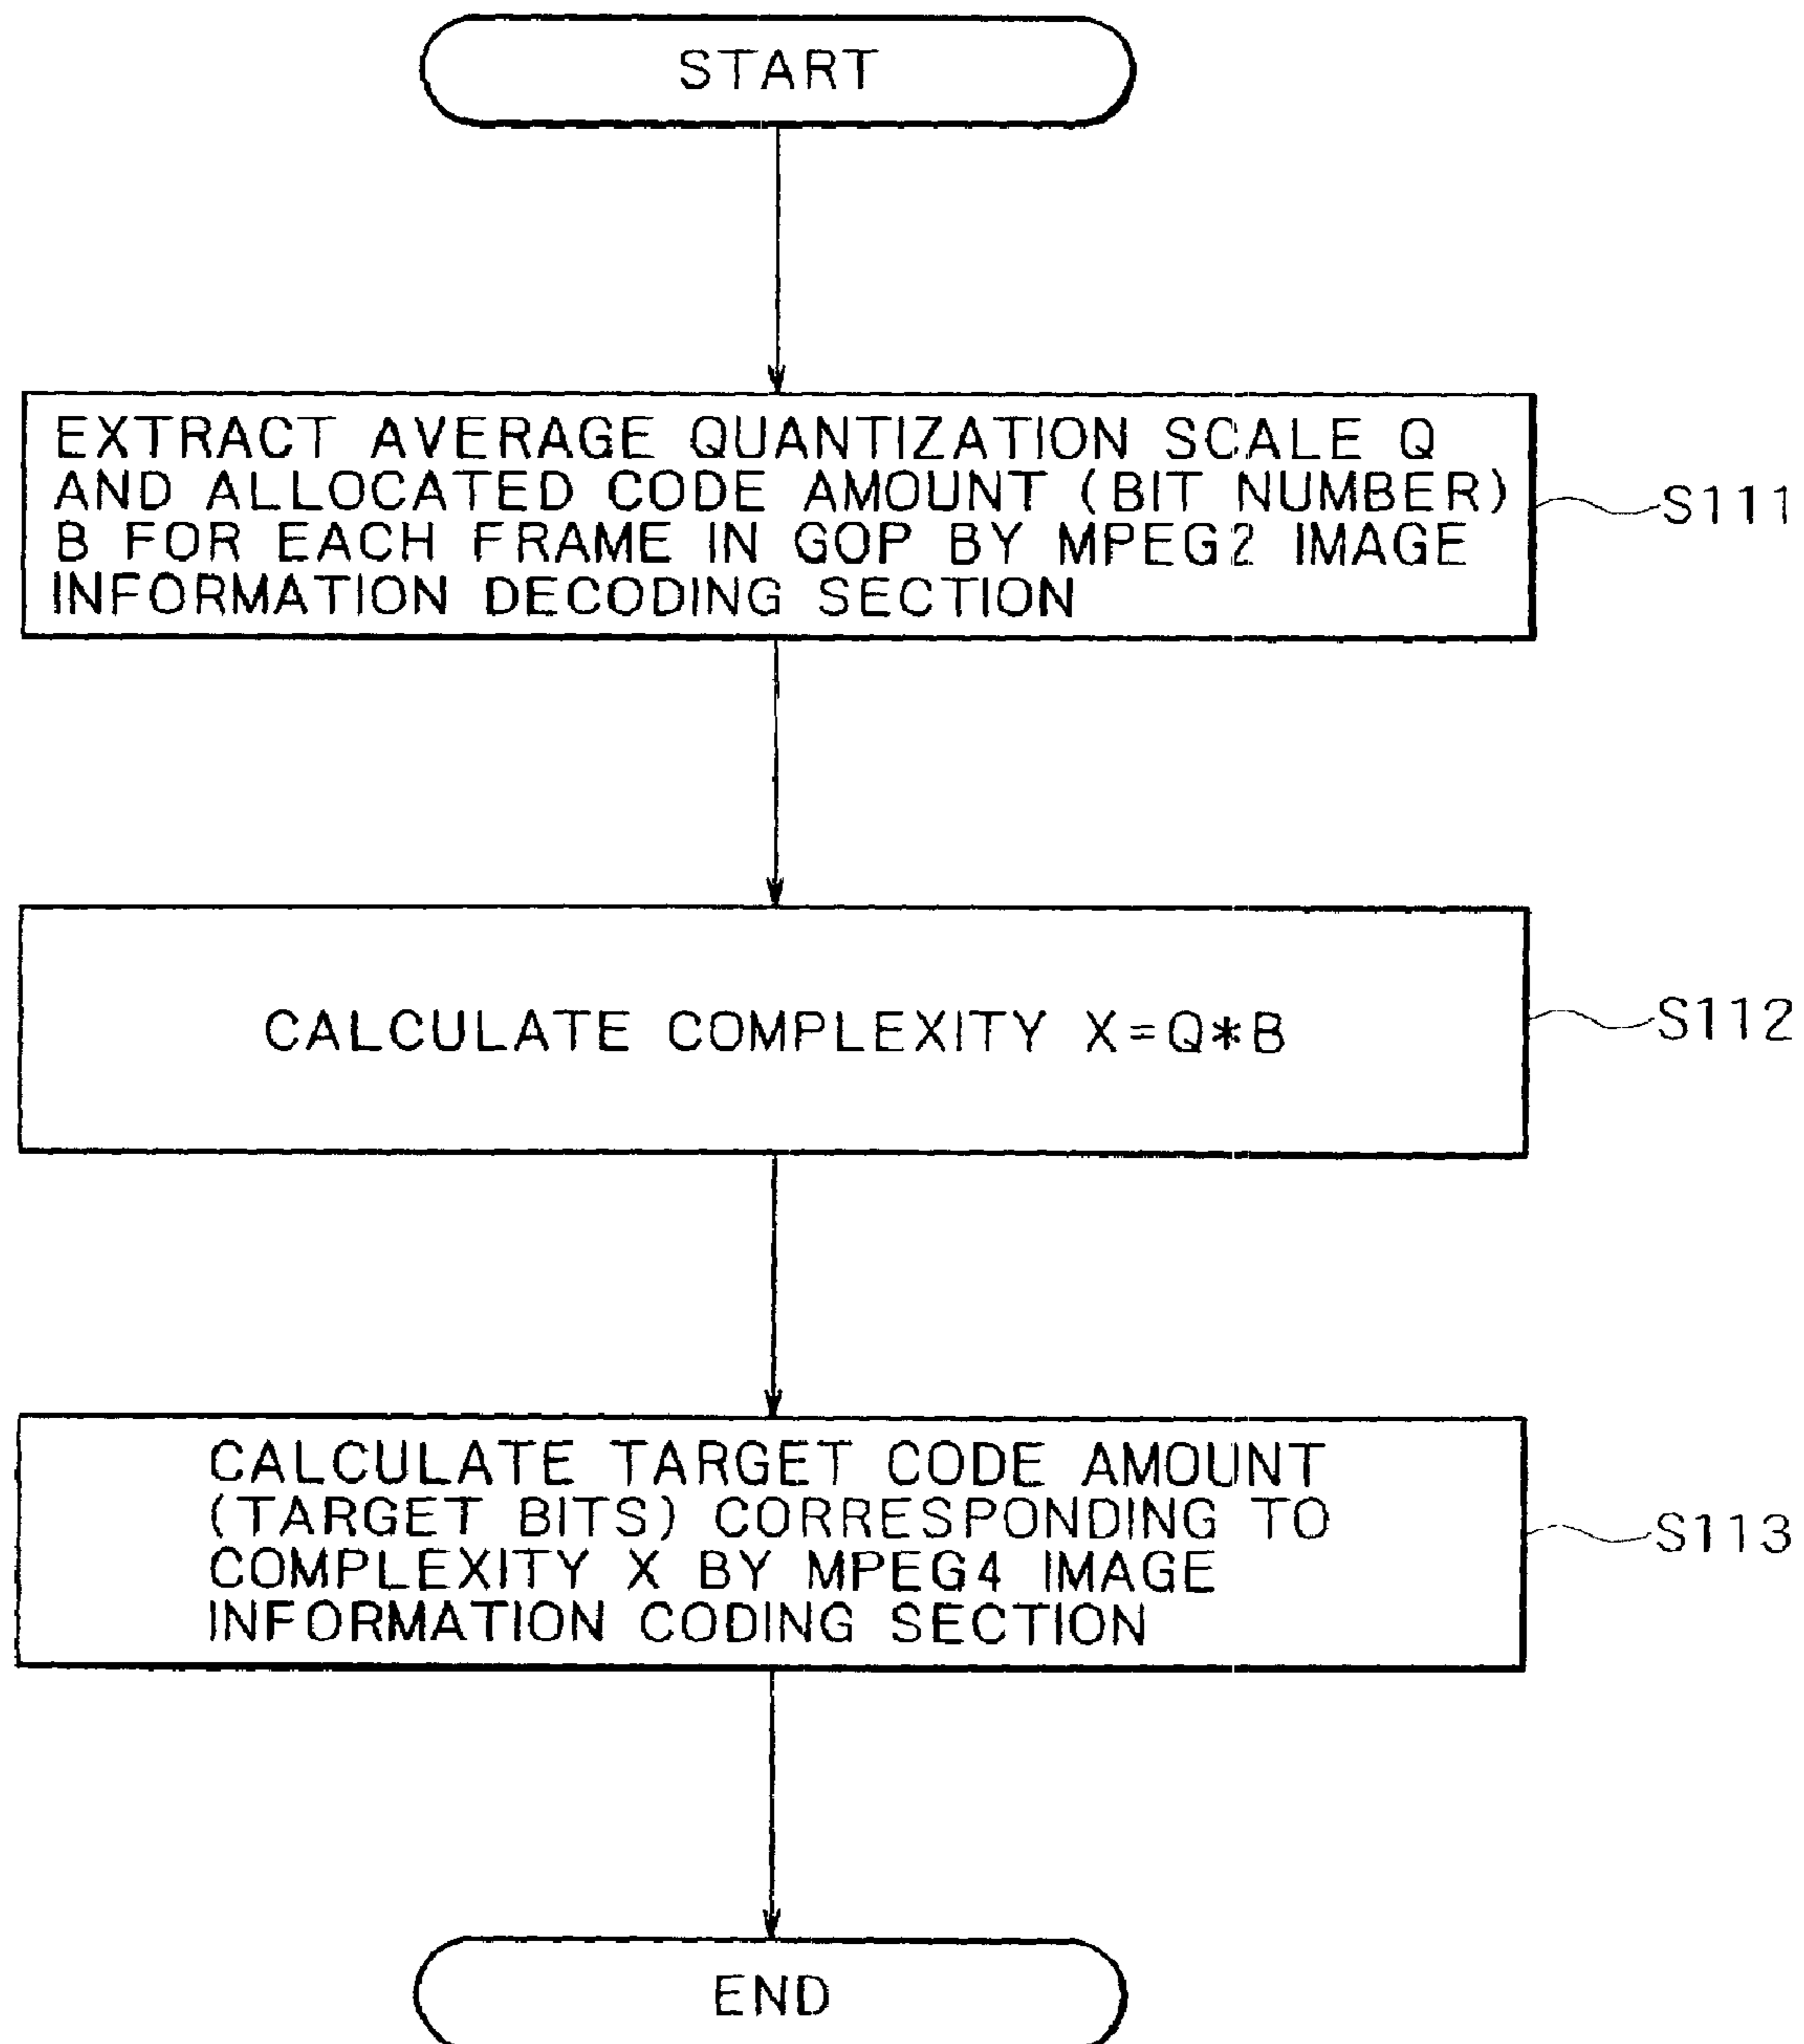 START
EXTRACT AVERAGE QUANTIZATION SCALE Q
AND ALLOCATED CODE AMOUNT (BIT NUMBER)
B FOR EACH FRAME IN GOP BY MPEG2 IMAGE
INFORMATION DECODING SECTION
S111
CALCULATE COMPLEXITY X=Q*B
S112
CALCULATE TARGET CODE AMOUNT
(TARGET BITS) CORRESPONDING TO
COMPLEXITY X BY MPEG4 IMAGE
INFORMATION CODING SECTION
S113
END